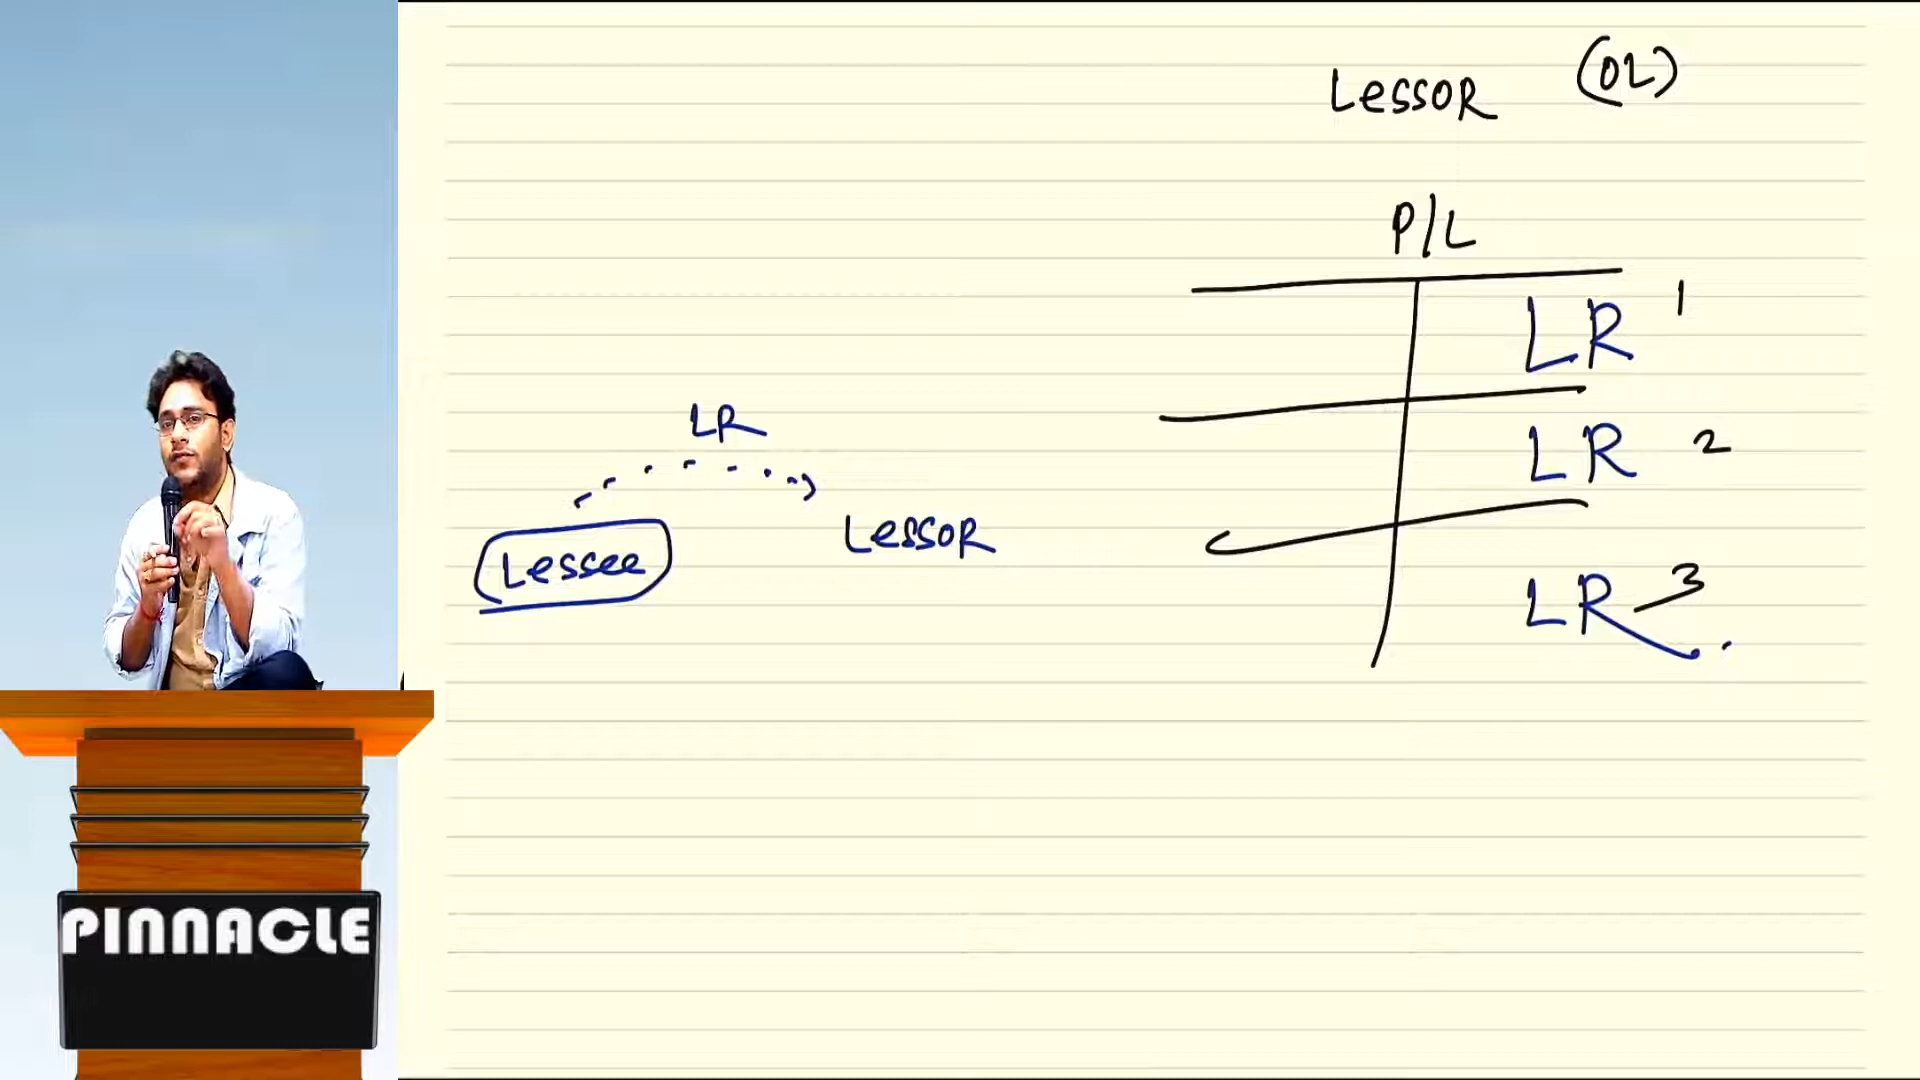 Lessor (OL)
P/L
LR 1
LR 2
LR 3
LR
Lessee Lessor
PINNACLE